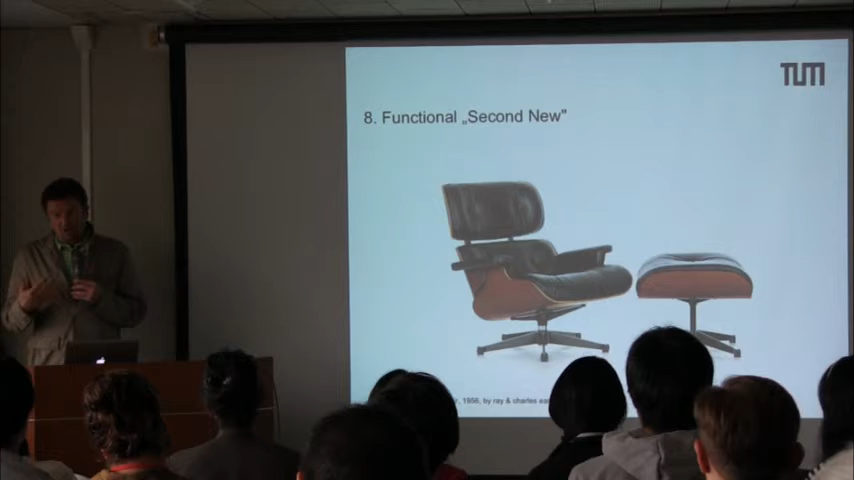 TUM
8. Functional „Second New”
, 1956, by ray & charles